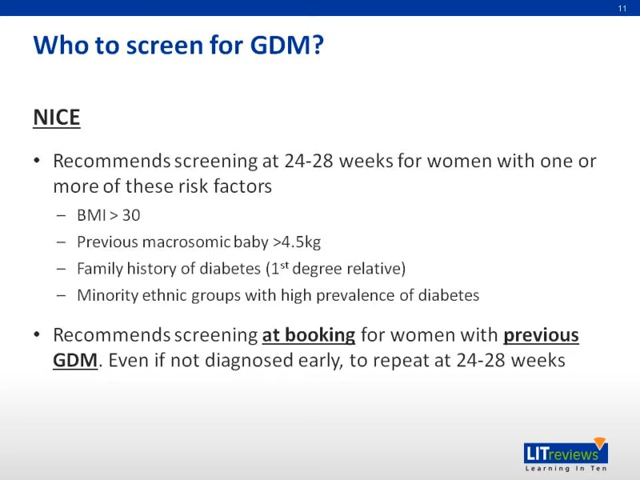 11
Who to screen for GDM?
NICE
• Recommends screening at 24-28 weeks for women with one or
more of these risk factors
– BMI > 30
– Previous macrosomic baby >4.5kg
– Family history of diabetes (1st degree relative)
– Minority ethnic groups with high prevalence of diabetes
• Recommends screening at booking for women with previous
GDM. Even if not diagnosed early, to repeat at 24-28 weeks
LITreviews
Learning In Ten